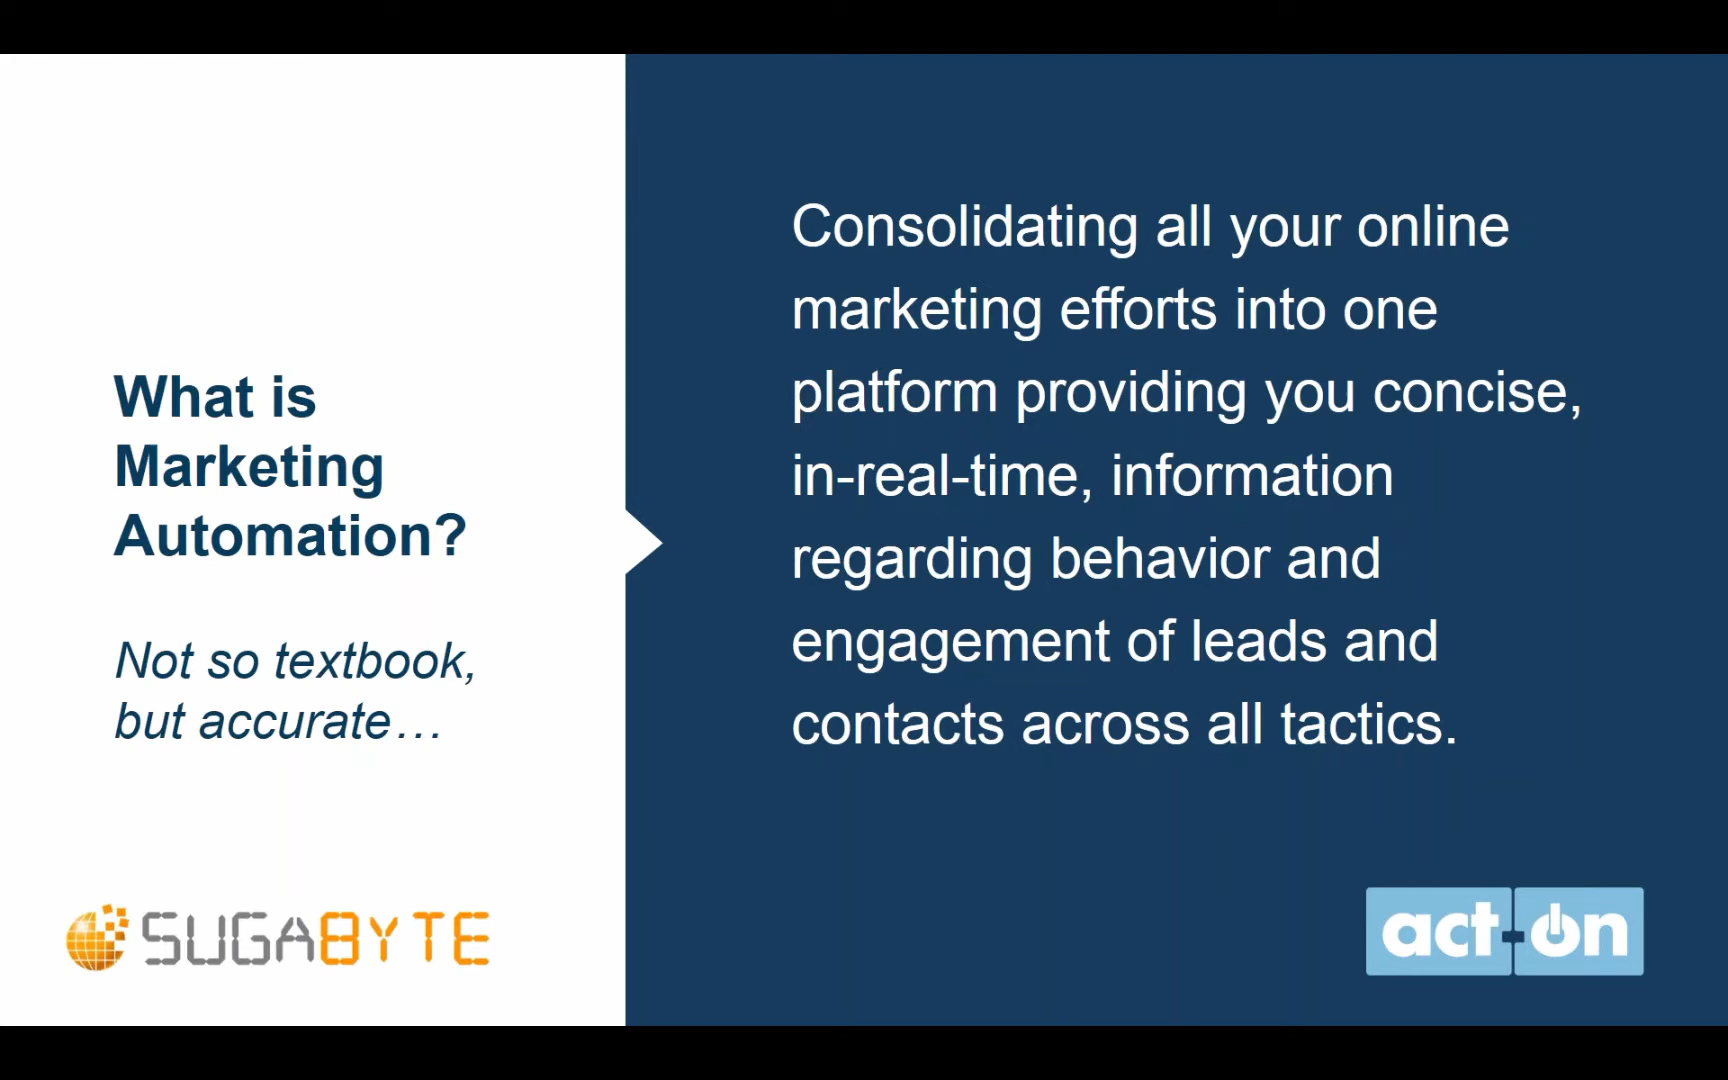 What is
Marketing
Automation?
Not so textbook,
but accurate…
Consolidating all your online
marketing efforts into one
platform providing you concise,
in-real-time, information
regarding behavior and
engagement of leads and
contacts across all tactics.
SUGABYTE
act-on